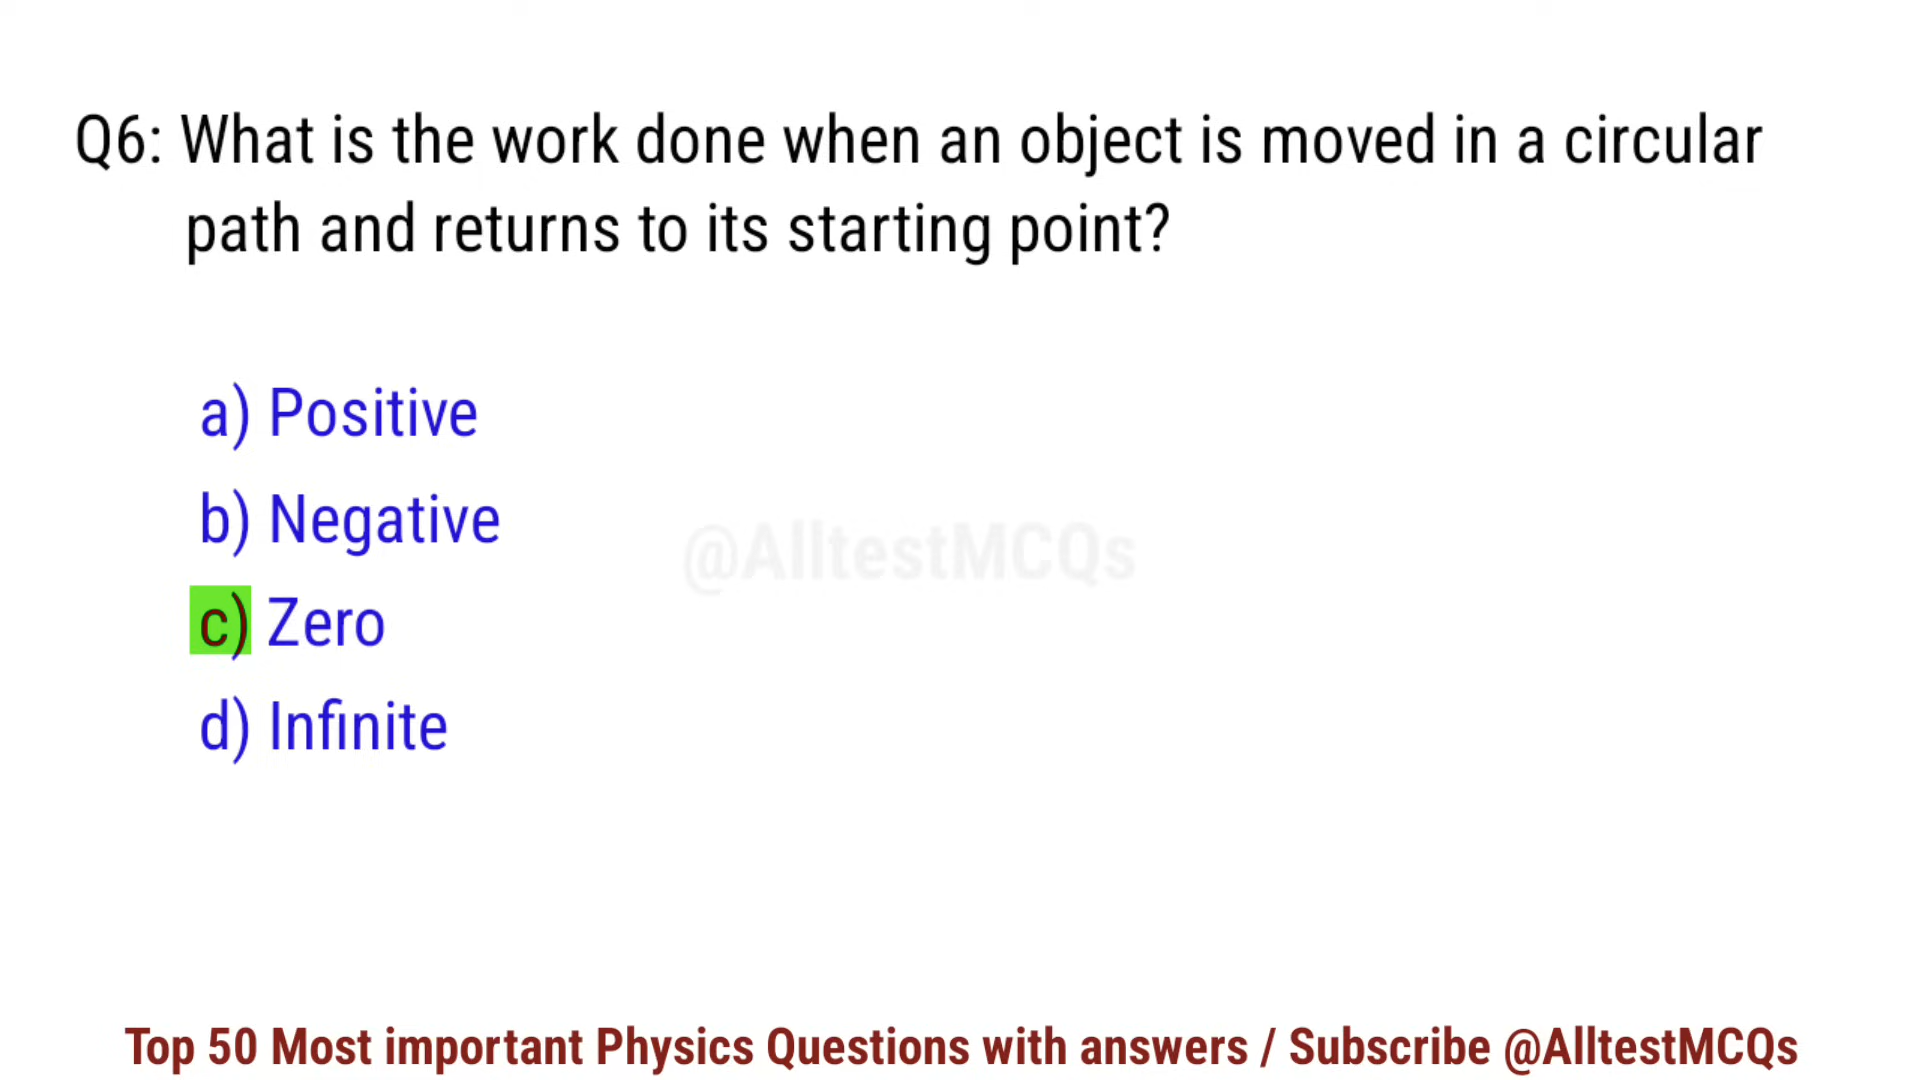 Q6: What is the work done when an object is moved in a circular
path and returns to its starting point?
a) Positive
b) Negative
@AlltestMCQs
c) Zero
d) Infinite
Top 50 Most important Physics Questions with answers / Subscribe @AlltestMCQs